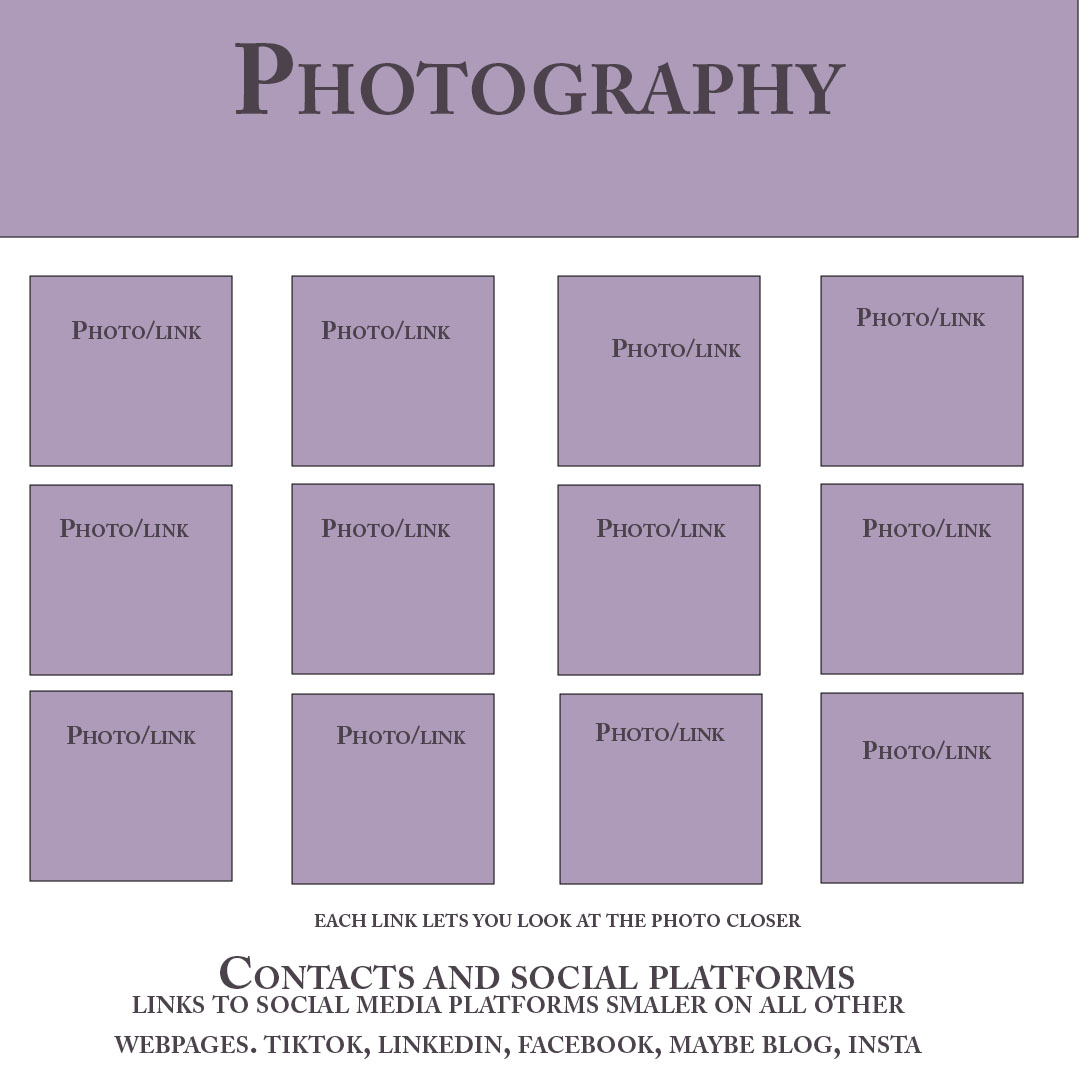 Photography
Photo/link
Photo/link
Photo/link
Photo/link
Photo/link
Photo/link
Photo/link
Photo/link
Photo/link
Photo/link
Photo/link
Photo/link
each link lets you look at the photo closer
Contacts and social platforms
links to social media platforms smaler on all other
webpages. tiktok, linkedin, facebook, maybe blog, insta